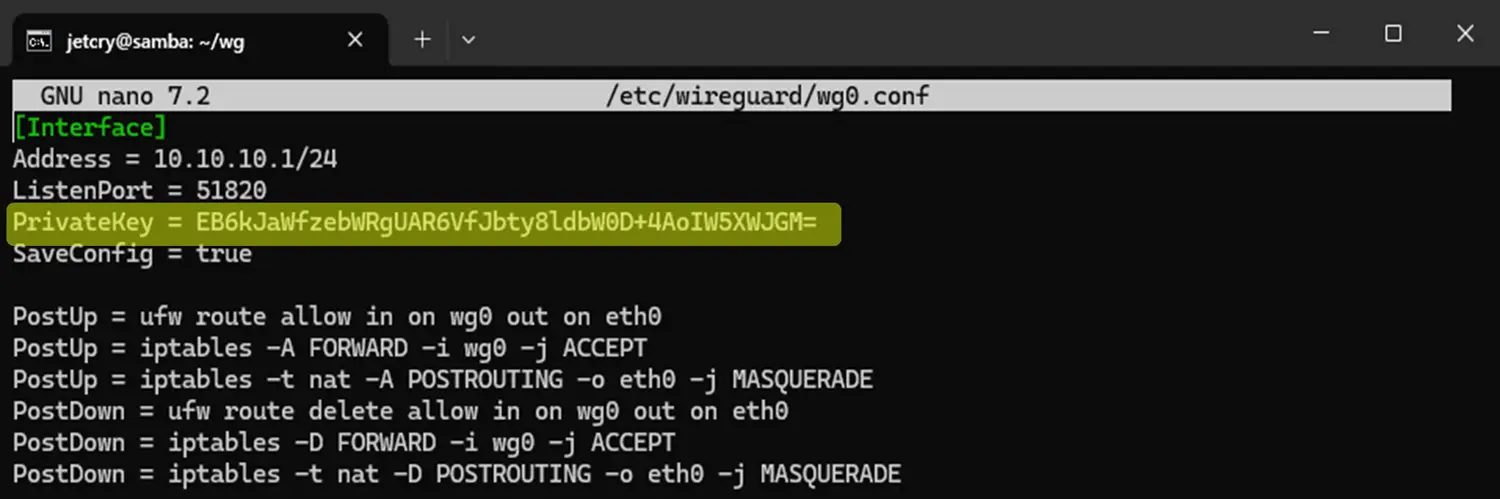 jetcry@samba: ~/wg
GNU nano 7.2 /etc/wireguard/wg0.conf
[Interface]
Address = 10.10.10.1/24
ListenPort = 51820
PrivateKey = EB6kJaWfzebWRgUAR6VfJbty8ldbW0D+4AoIW5XWJGM=
SaveConfig = true
PostUp = ufw route allow in on wg0 out on eth0
PostUp = iptables -A FORWARD -i wg0 -j ACCEPT
PostUp = iptables -t nat -A POSTROUTING -o eth0 -j MASQUERADE
PostDown = ufw route delete allow in on wg0 out on eth0
PostDown = iptables -D FORWARD -i wg0 -j ACCEPT
PostDown = iptables -t nat -D POSTROUTING -o eth0 -j MASQUERADE